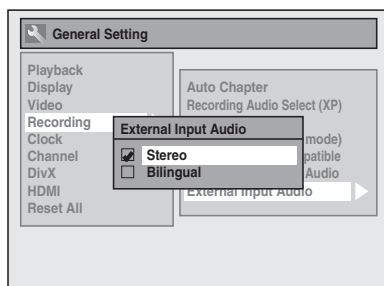 General Setting
Playback
Display
Video
Recording
Clock
Channel
DivX
HDMI
Reset All
Auto Chapter
Recording Audio Select (XP)
mode)
patible
Audio
External Input Audio
External Input Audio
Stereo
Bilingual